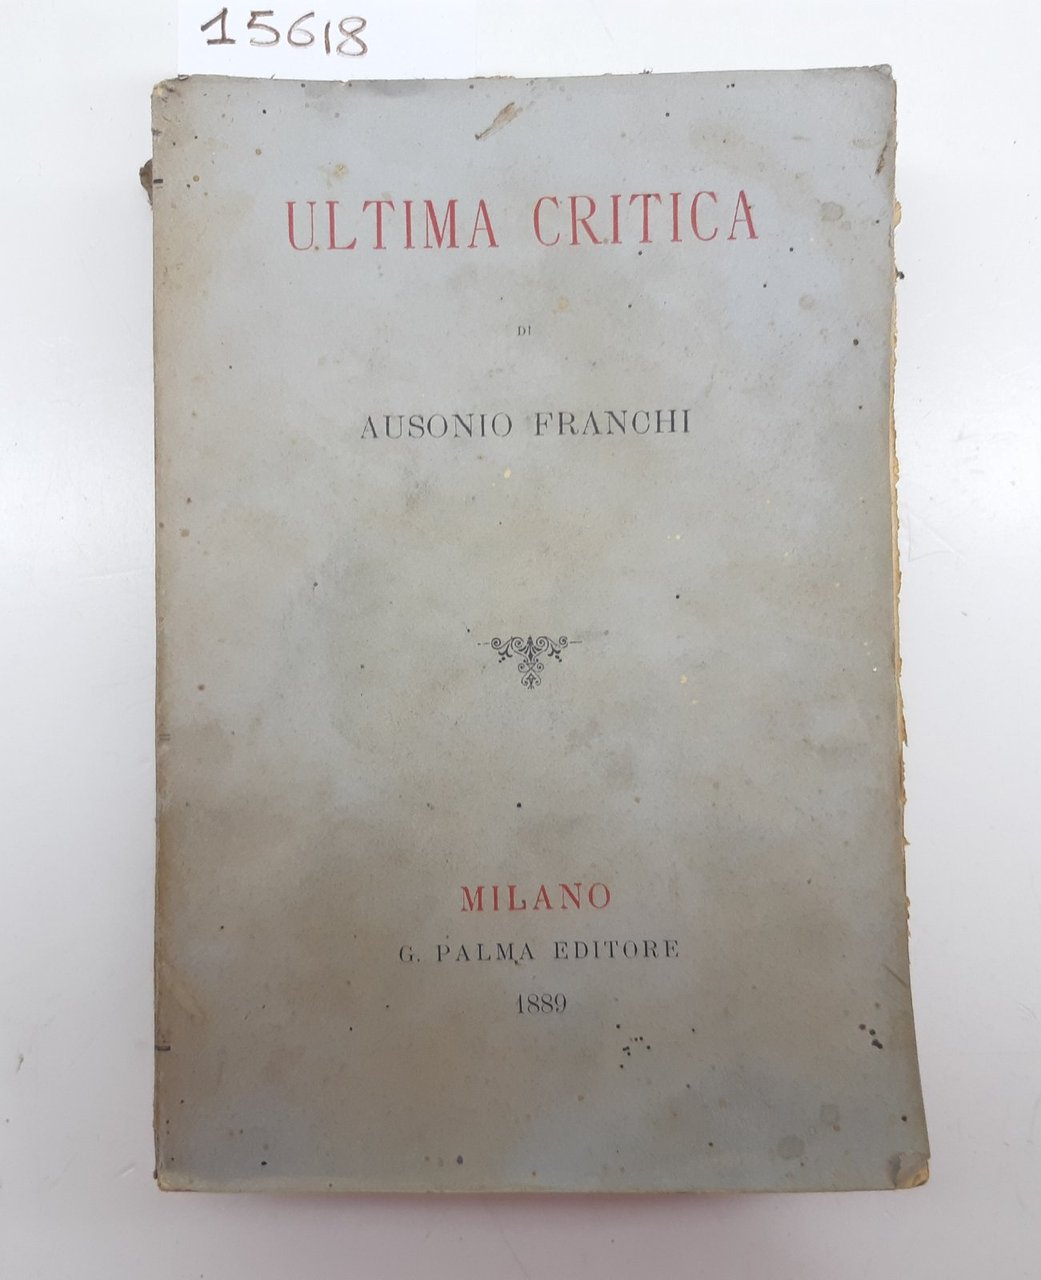 15618
ULTIMA CRITICA
DI
AUSONIO FRANCHI
MILANO
G. PALMA EDITORE
1889